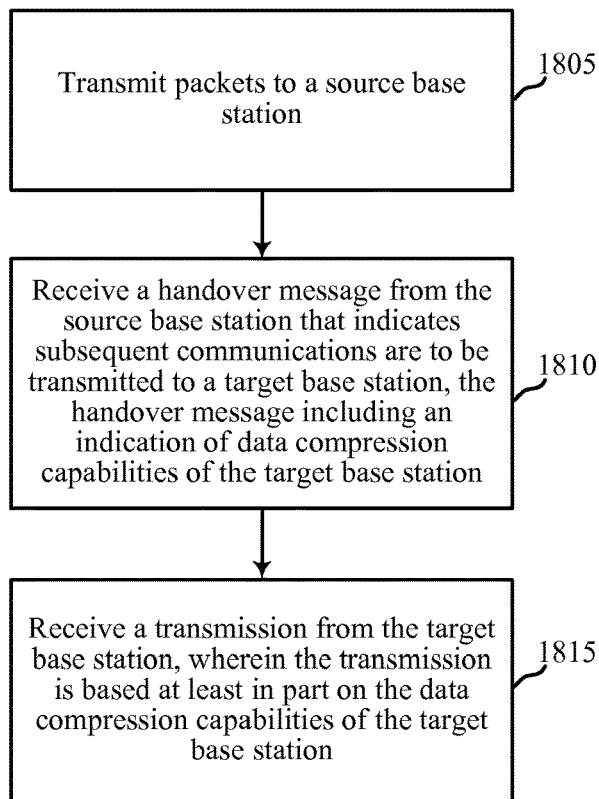 Transmit packets to a source base
station
1805
Receive a handover message from the
source base station that indicates
subsequent communications are to be
transmitted to a target base station, the
handover message including an
indication of data compression
capabilities of the target base station
1810
Receive a transmission from the target
base station, wherein the transmission
is based at least in part on the data
compression capabilities of the target
base station
1815